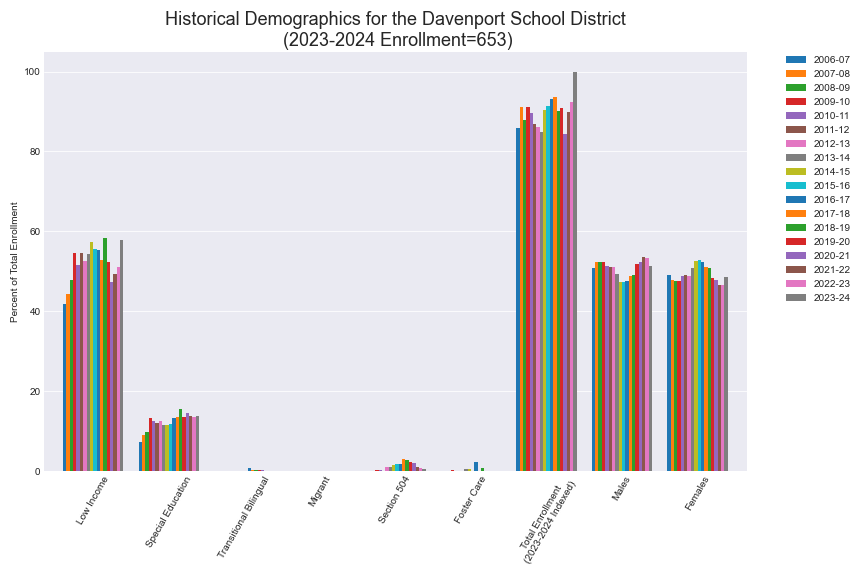 Historical Demographics for the Davenport School District
(2023-2024 Enrollment=653)
Percent of Total Enrollment
100
80
60
40
20
0
Low Income
Special Education
Transitional Bilingual
Migrant
Section 504
Foster Care
Total Enrollment
(2023-2024 Indexed)
Males
Females
2006-07
2007-08
2008-09
2009-10
2010-11
2011-12
2012-13
2013-14
2014-15
2015-16
2016-17
2017-18
2018-19
2019-20
2020-21
2021-22
2022-23
2023-24